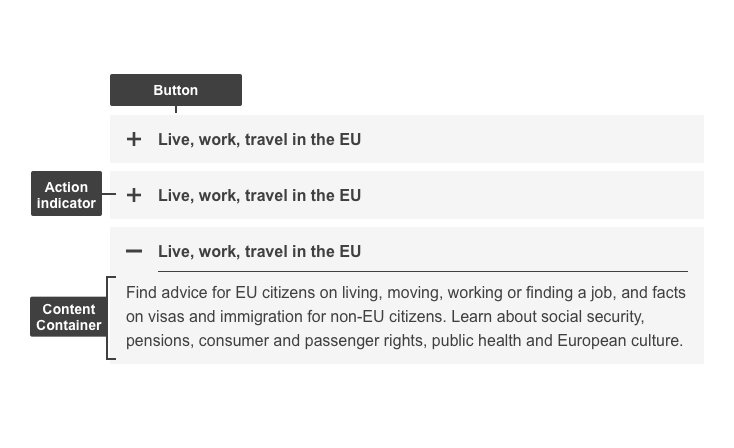 Button
Live, work, travel in the EU
Action
indicator
Live, work, travel in the EU
Live, work, travel in the EU
Content
Container
Find advice for EU citizens on living, moving, working or finding a job, and facts
on visas and immigration for non-EU citizens. Learn about social security,
pensions, consumer and passenger rights, public health and European culture.